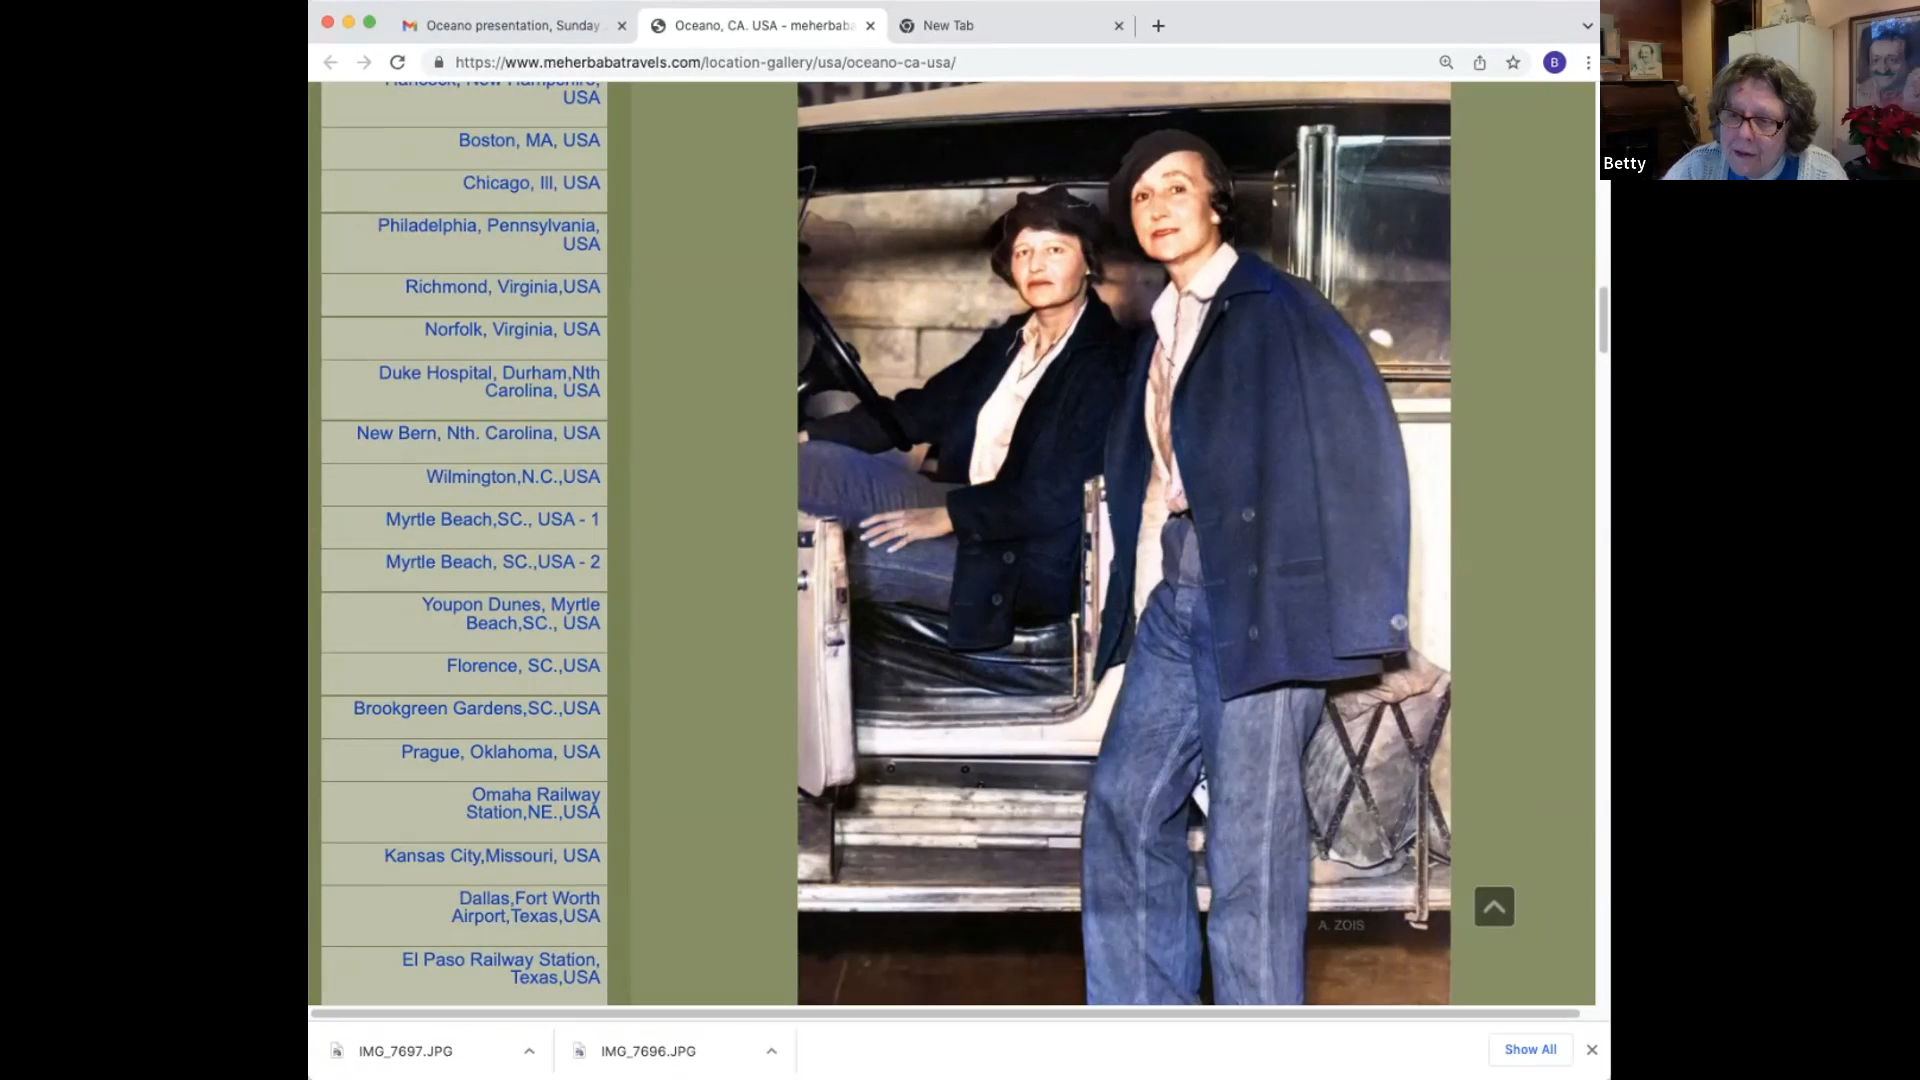 Oceano presentation, Sunday
Oceano, CA. USA - meherbaba
New Tab
https://www.meherbabatravels.com/location-gallery/usa/oceano-ca-usa/
B
Betty
Hancock, New Hampshire,
USA
Boston, MA, USA
Chicago, Ill, USA
Philadelphia, Pennsylvania,
USA
Richmond, Virginia,USA
Norfolk, Virginia, USA
Duke Hospital, Durham,Nth
Carolina, USA
New Bern, Nth. Carolina, USA
Wilmington,N.C.,USA
Myrtle Beach,SC., USA - 1
Myrtle Beach, SC.,USA - 2
Youpon Dunes, Myrtle
Beach,SC., USA
Florence, SC.,USA
Brookgreen Gardens,SC.,USA
Prague, Oklahoma, USA
Omaha Railway
Station,NE.,USA
Kansas City,Missouri, USA
Dallas,Fort Worth
Airport,Texas,USA
El Paso Railway Station,
Texas,USA
A. ZOIS
IMG_7697.JPG
IMG_7696.JPG
Show All